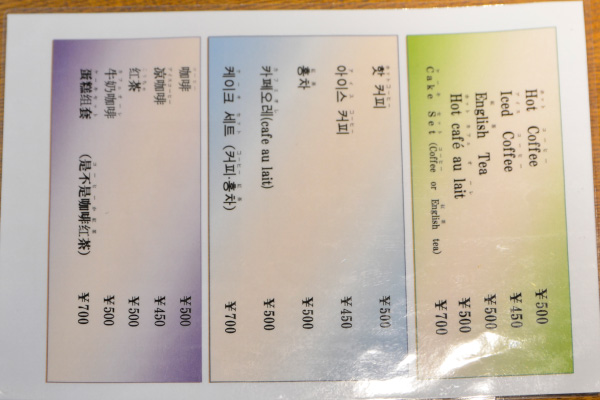 Hot Coffee ¥500
Iced Coffee ¥450
English Tea ¥500
Hot café au lait ¥500
Cake Set (Coffee or English tea) ¥700
핫 커피 ¥500
아이스 커피 ¥450
홍차 ¥500
카페오레(cafe au lait) ¥500
케이크 세트 (커피·홍차) ¥700
咖啡 ¥500
凉咖啡 ¥450
红茶 ¥500
牛奶咖啡 ¥500
蛋糕组套 (是不是咖啡红茶) ¥700